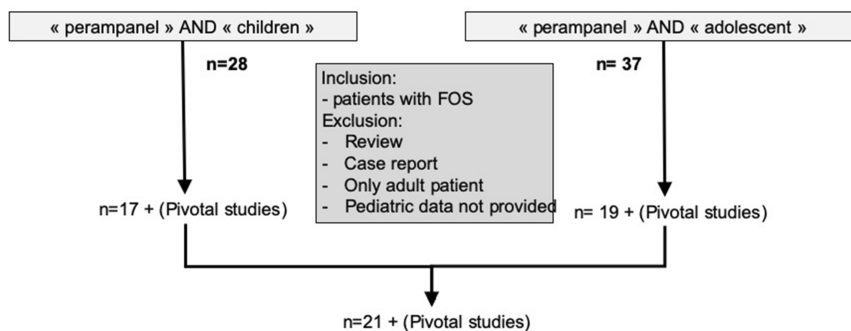 « perampanel » AND « children »
« perampanel » AND « adolescent »
n=28
n= 37
Inclusion:
- patients with FOS
Exclusion:
- Review
- Case report
- Only adult patient
- Pediatric data not provided
n=17 + (Pivotal studies)
n= 19 + (Pivotal studies)
n=21 + (Pivotal studies)